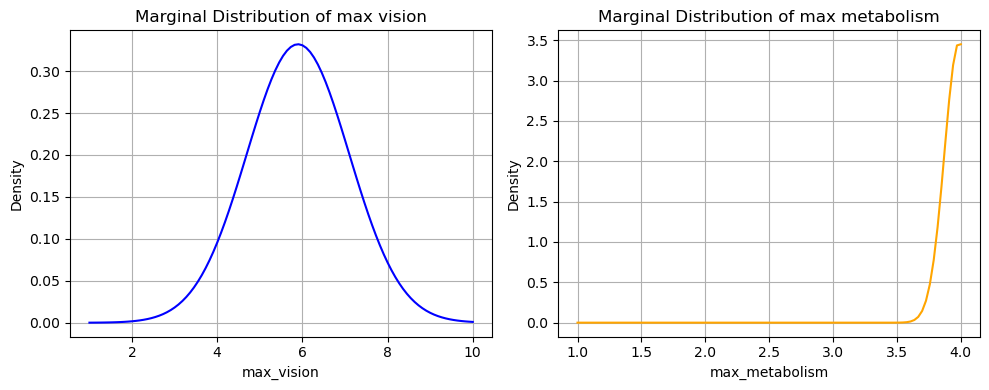 Marginal Distribution of max vision
0.30
0.25
0.20
0.15
0.10
0.05
0.00
Density
2 4 6 8 10
max_vision
Marginal Distribution of max metabolism
3.5
3.0
2.5
2.0
1.5
1.0
0.5
0.0
Density
1.0 1.5 2.0 2.5 3.0 3.5 4.0
max_metabolism